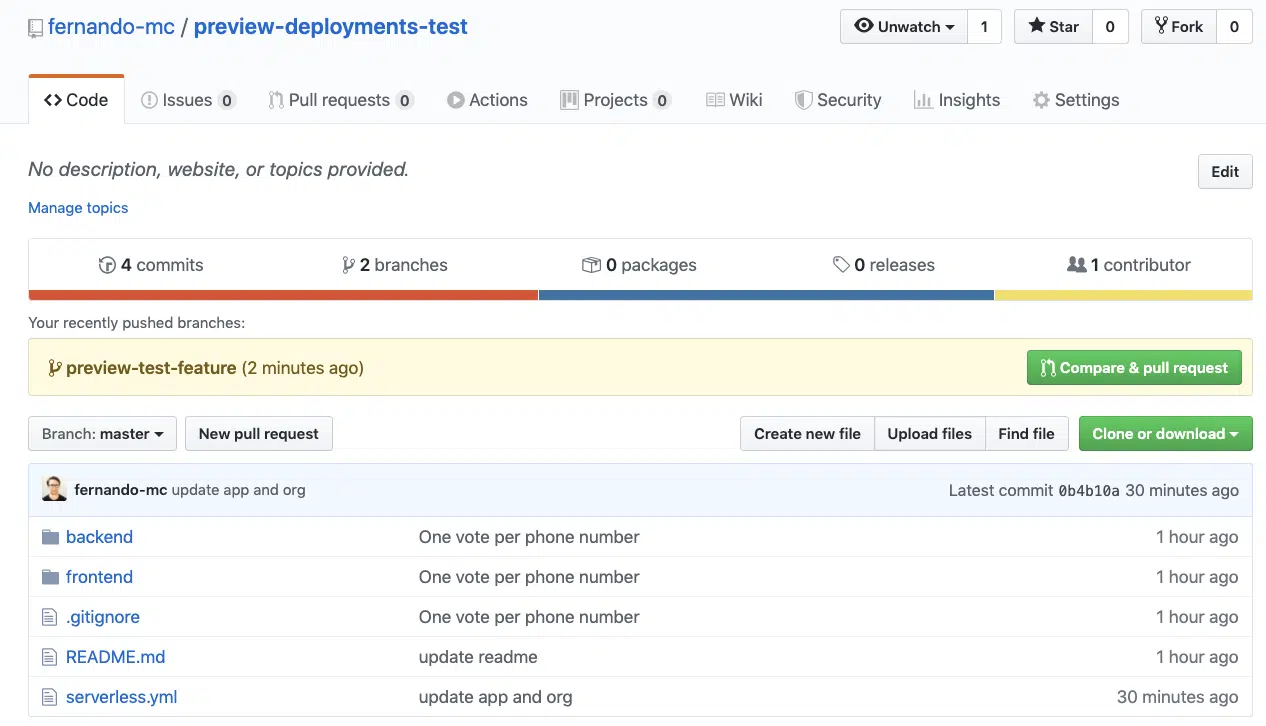 fernando-mc / preview-deployments-test Unwatch 1 Star 0 Fork 0
Code Issues 0 Pull requests 0 Actions Projects 0 Wiki Security Insights Settings
No description, website, or topics provided. Edit
Manage topics
4 commits 2 branches 0 packages 0 releases 1 contributor
Your recently pushed branches:
preview-test-feature (2 minutes ago) Compare & pull request
Branch: master New pull request Create new file Upload files Find file Clone or download
fernando-mc update app and org Latest commit 0b4b10a 30 minutes ago
backend One vote per phone number 1 hour ago
frontend One vote per phone number 1 hour ago
.gitignore One vote per phone number 1 hour ago
README.md update readme 1 hour ago
serverless.yml update app and org 30 minutes ago